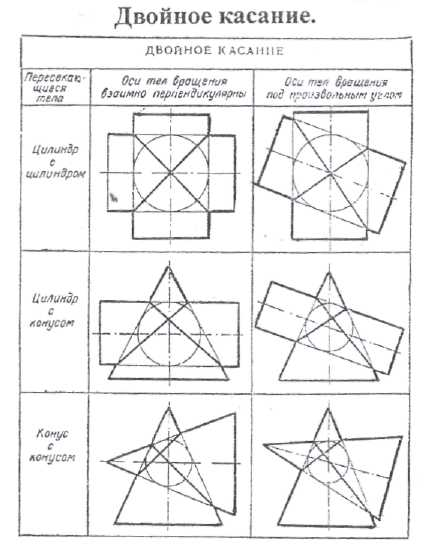 Двойное касание.
ДВОЙНОЕ КАСАНИЕ
Пересекаю-
щиеся
тела
Оси тел вращения
взаимно перпендикулярны
Оси тел вращения
под произвольным углом
Цилиндр
с
цилиндром
Цилиндр
с
конусом
Конус
с
конусом